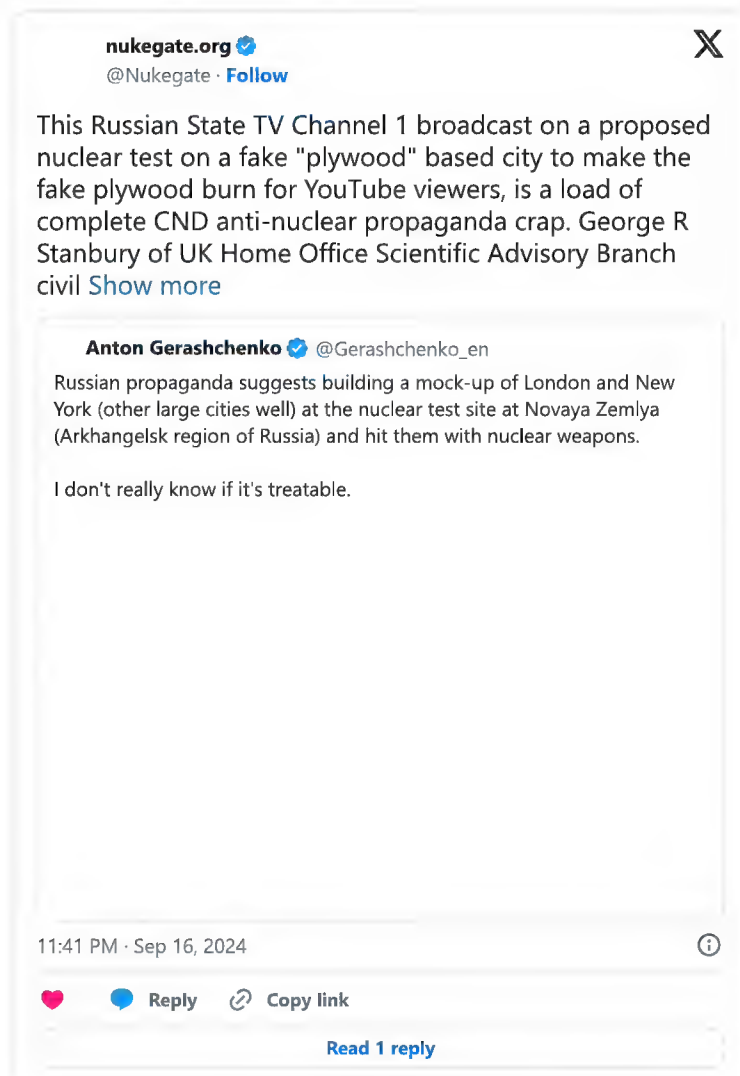 nukegate.org
@Nukegate · Follow
This Russian State TV Channel 1 broadcast on a proposed
nuclear test on a fake "plywood" based city to make the
fake plywood burn for YouTube viewers, is a load of
complete CND anti-nuclear propaganda crap. George R
Stanbury of UK Home Office Scientific Advisory Branch
civil Show more
Anton Gerashchenko @Gerashchenko_en
Russian propaganda suggests building a mock-up of London and New
York (other large cities well) at the nuclear test site at Novaya Zemlya
(Arkhangelsk region of Russia) and hit them with nuclear weapons.
I don't really know if it's treatable.
11:41 PM · Sep 16, 2024
Reply Copy link
Read 1 reply